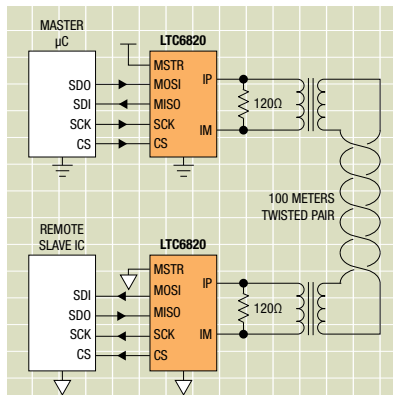 MASTER
μC
LTC6820
MSTR
SDO
MOSI
IP
SDI
MISO
120Ω
SCK
SCK
CS
CS
IM
100 METERS
TWISTED PAIR
REMOTE
SLAVE IC
LTC6820
MSTR
IP
SDI
MOSI
SDO
MISO
120Ω
SCK
SCK
IM
CS
CS